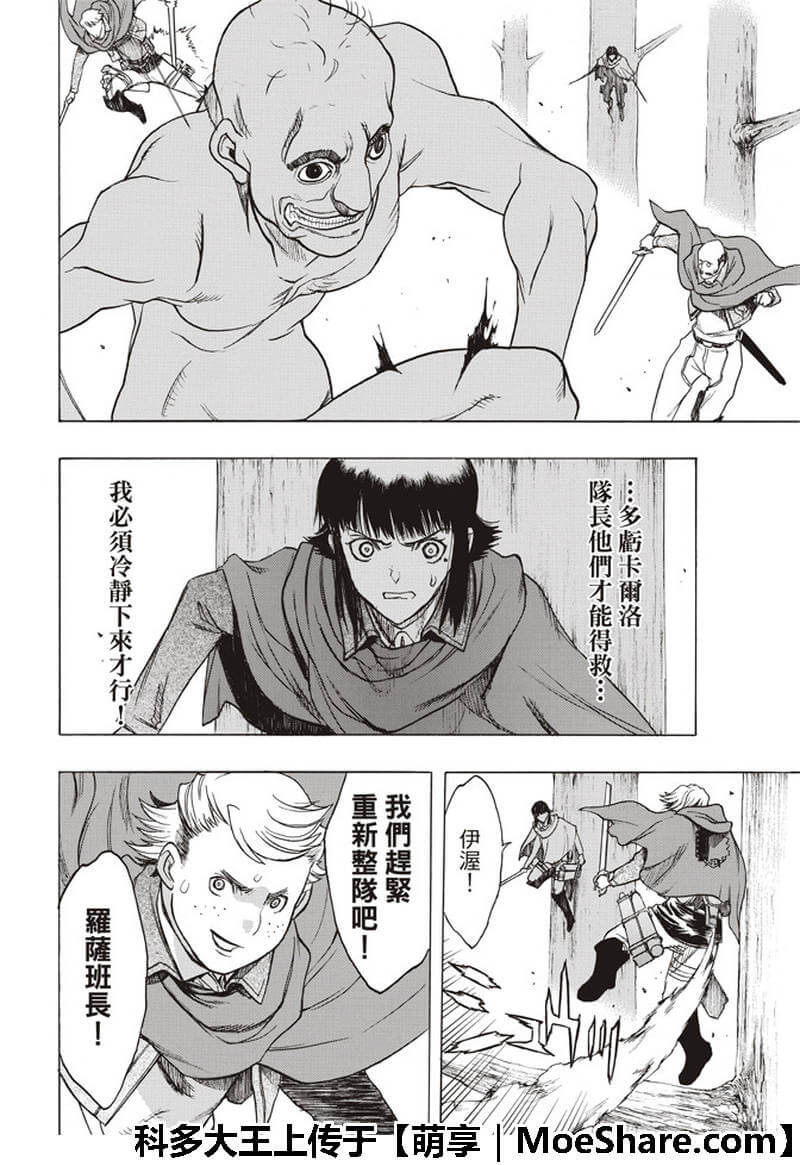 …多虧卡爾洛
隊長他們才能得救…
我必須冷靜下來才行！
伊渥！
我們趕緊
重新整隊吧！
羅薩班長！
科多大王上传于【萌享｜MoeShare.com】